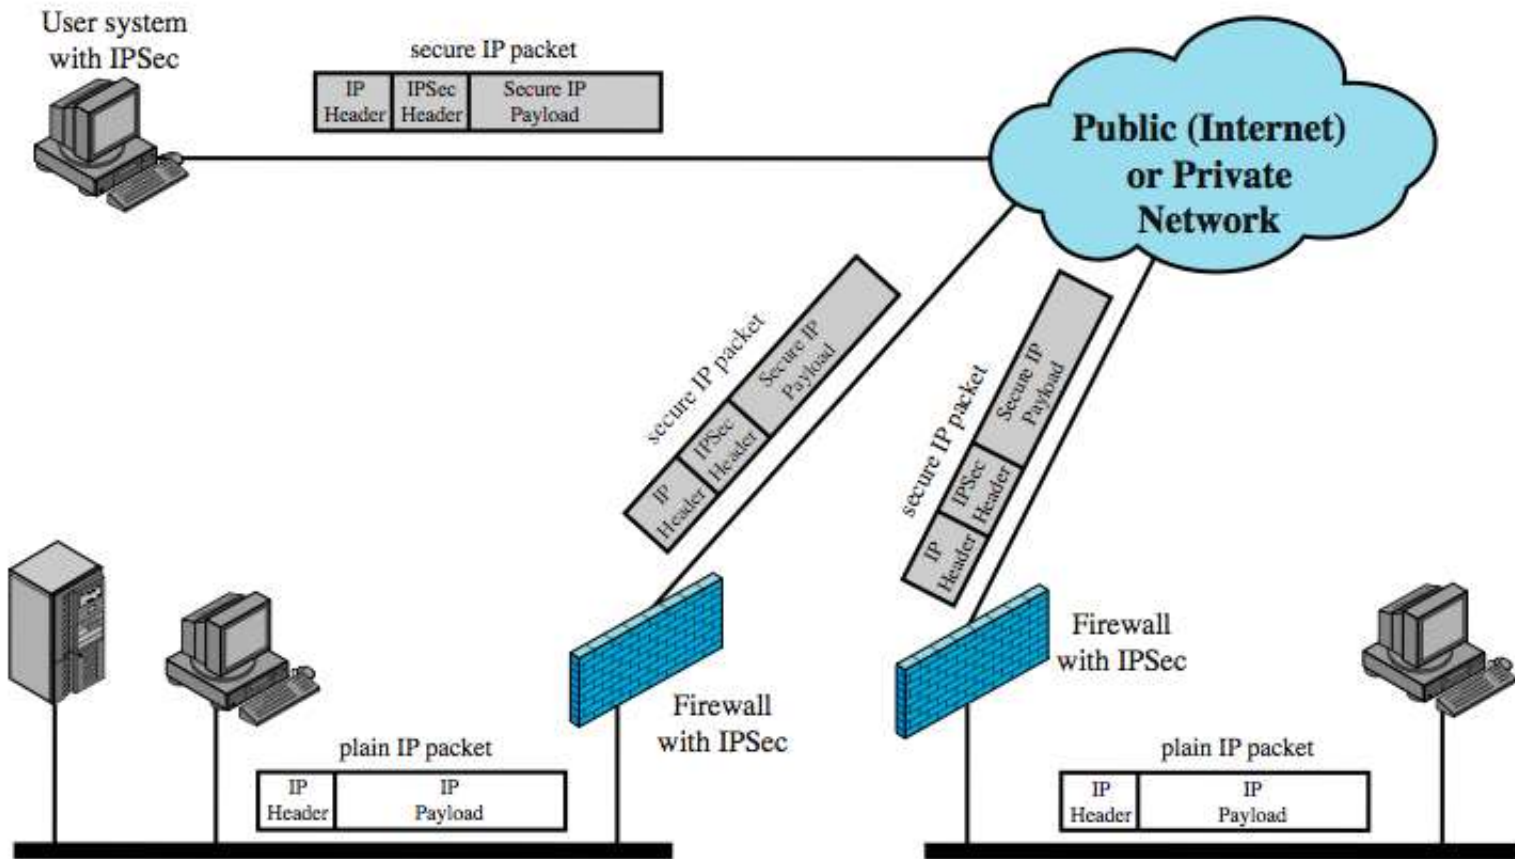 User system
with IPSec
secure IP packet
IP
Header
IPSec
Header
Secure IP
Payload
Public (Internet)
or Private
Network
secure IP packet
IP
Header
IPSec
Header
Secure IP
Payload
secure IP packet
IP
Header
IPSec
Header
Secure IP
Payload
Firewall
with IPSec
Firewall
with IPSec
plain IP packet
IP
Header
IP
Payload
plain IP packet
IP
Header
IP
Payload